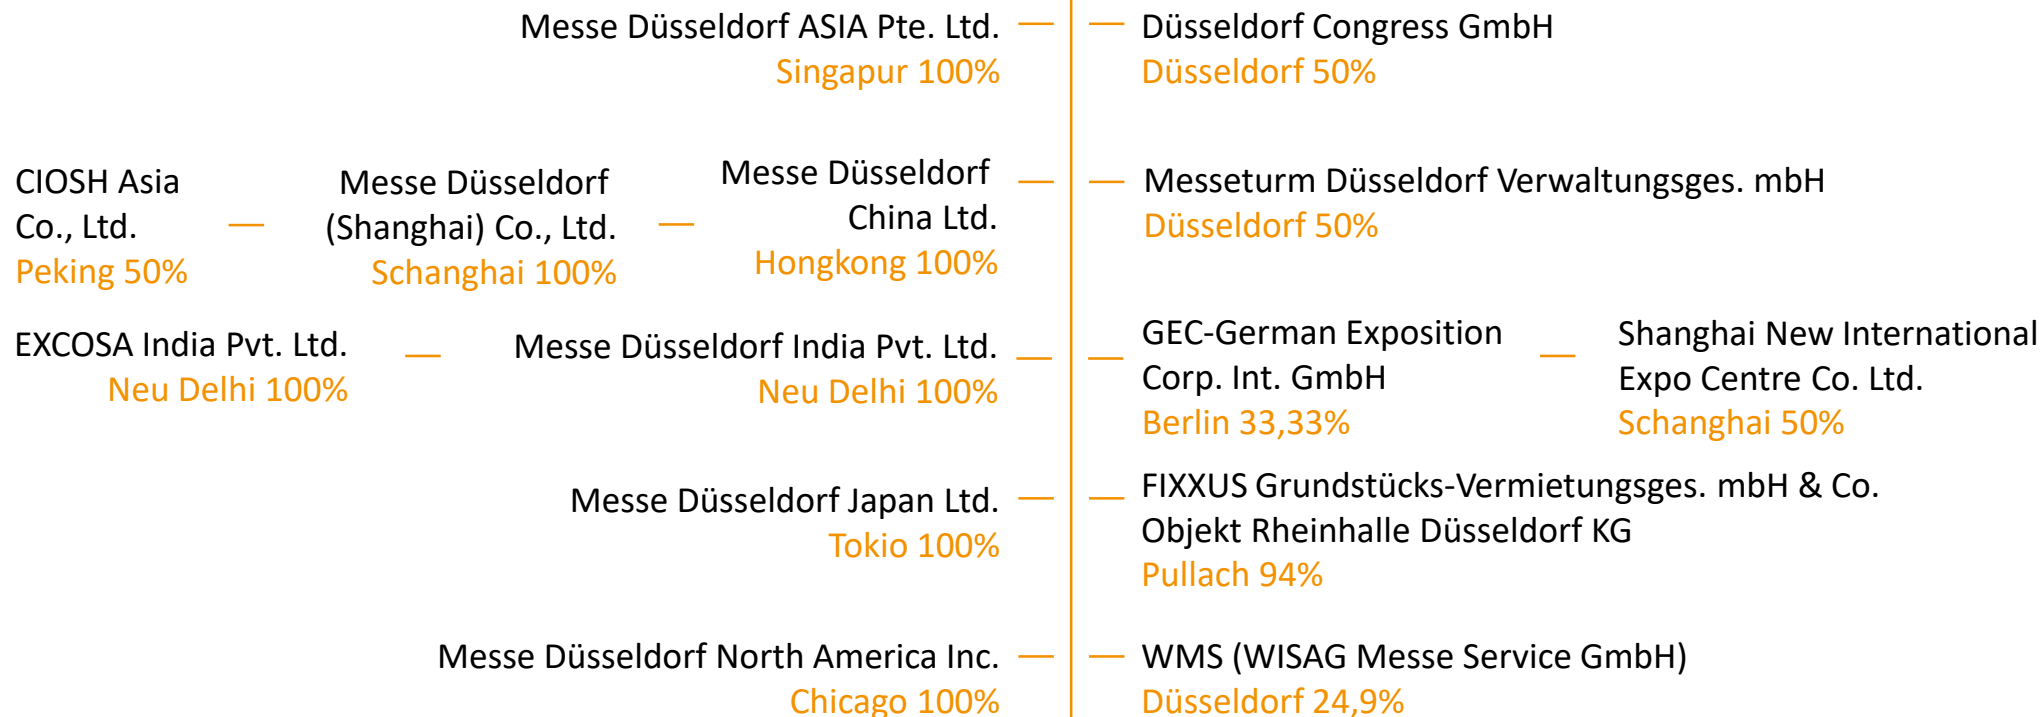 Messe Düsseldorf ASIA Pte. Ltd.
Singapur 100%
Düsseldorf Congress GmbH
Düsseldorf 50%
CIOSH Asia
Co., Ltd.
Peking 50%
Messe Düsseldorf
(Shanghai) Co., Ltd.
Schanghai 100%
Messe Düsseldorf
China Ltd.
Hongkong 100%
Messeturm Düsseldorf Verwaltungsges. mbH
Düsseldorf 50%
EXCOSA India Pvt. Ltd.
Neu Delhi 100%
Messe Düsseldorf India Pvt. Ltd.
Neu Delhi 100%
GEC-German Exposition
Corp. Int. GmbH
Berlin 33,33%
Shanghai New International
Expo Centre Co. Ltd.
Schanghai 50%
Messe Düsseldorf Japan Ltd.
Tokio 100%
FIXXUS Grundstücks-Vermietungsges. mbH & Co.
Objekt Rheinhalle Düsseldorf KG
Pullach 94%
Messe Düsseldorf North America Inc.
Chicago 100%
WMS (WISAG Messe Service GmbH)
Düsseldorf 24,9%